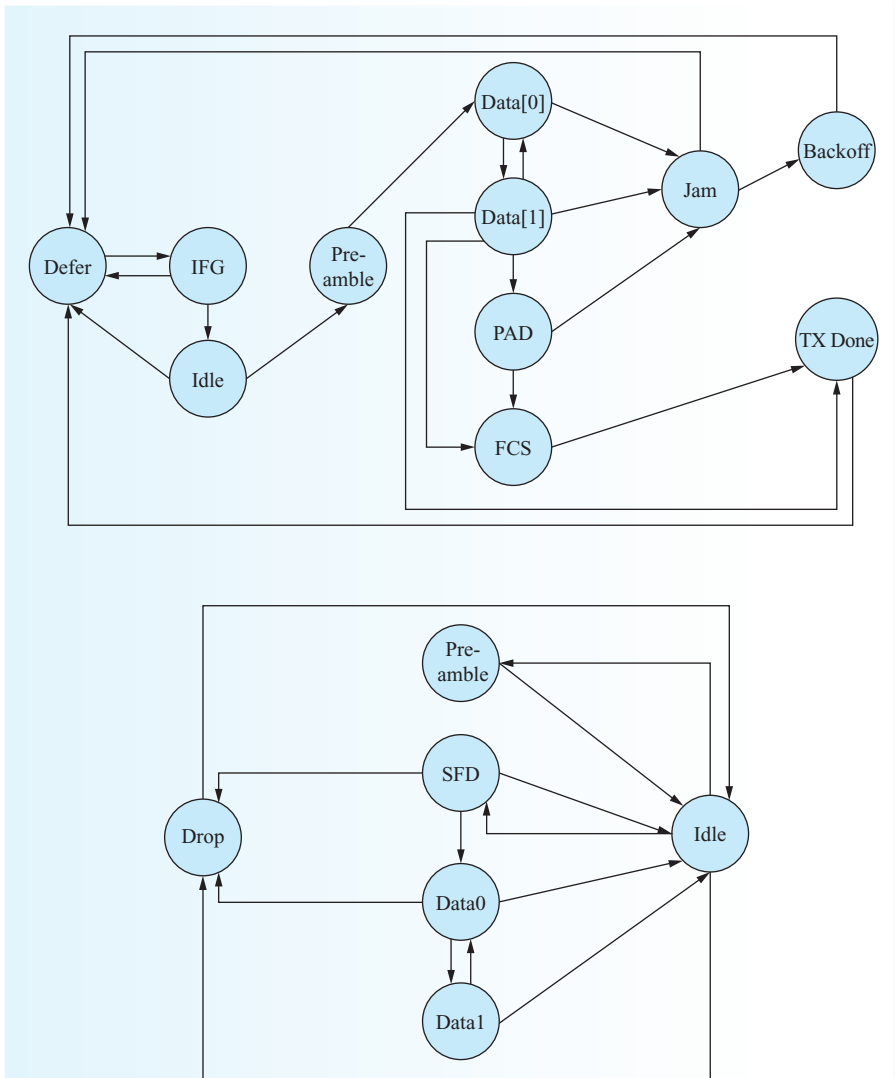 Data[0]
Backoff
Jam
Data[1]
Defer
IFG
Pre-
amble
PAD
TX Done
Idle
FCS
Pre-
amble
SFD
Drop
Idle
Data0
Data1